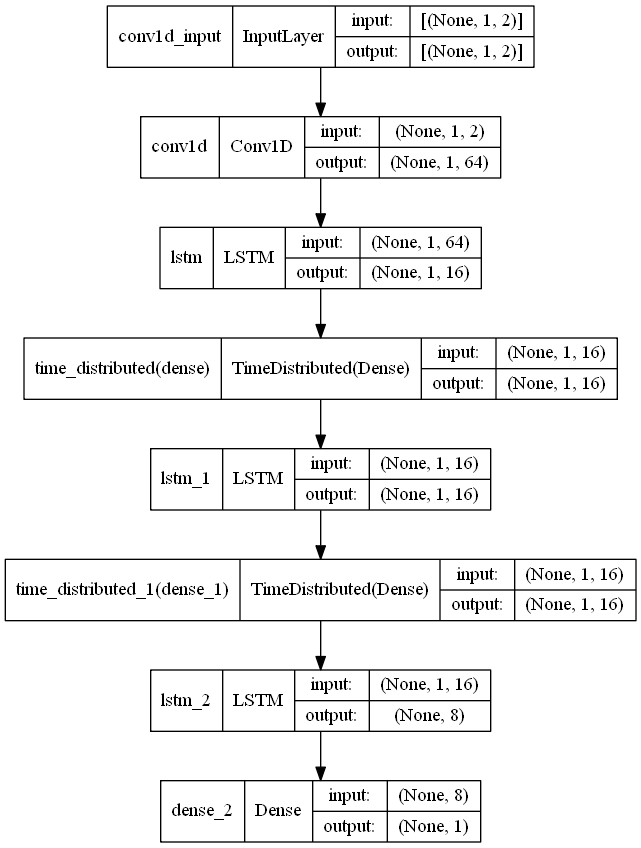 conv1d_input InputLayer input: [(None, 1, 2)]
output: [(None, 1, 2)]
conv1d Conv1D input: (None, 1, 2)
output: (None, 1, 64)
lstm LSTM input: (None, 1, 64)
output: (None, 1, 16)
time_distributed(dense) TimeDistributed(Dense) input: (None, 1, 16)
output: (None, 1, 16)
lstm_1 LSTM input: (None, 1, 16)
output: (None, 1, 16)
time_distributed_1(dense_1) TimeDistributed(Dense) input: (None, 1, 16)
output: (None, 1, 16)
lstm_2 LSTM input: (None, 1, 16)
output: (None, 8)
dense_2 Dense input: (None, 8)
output: (None, 1)